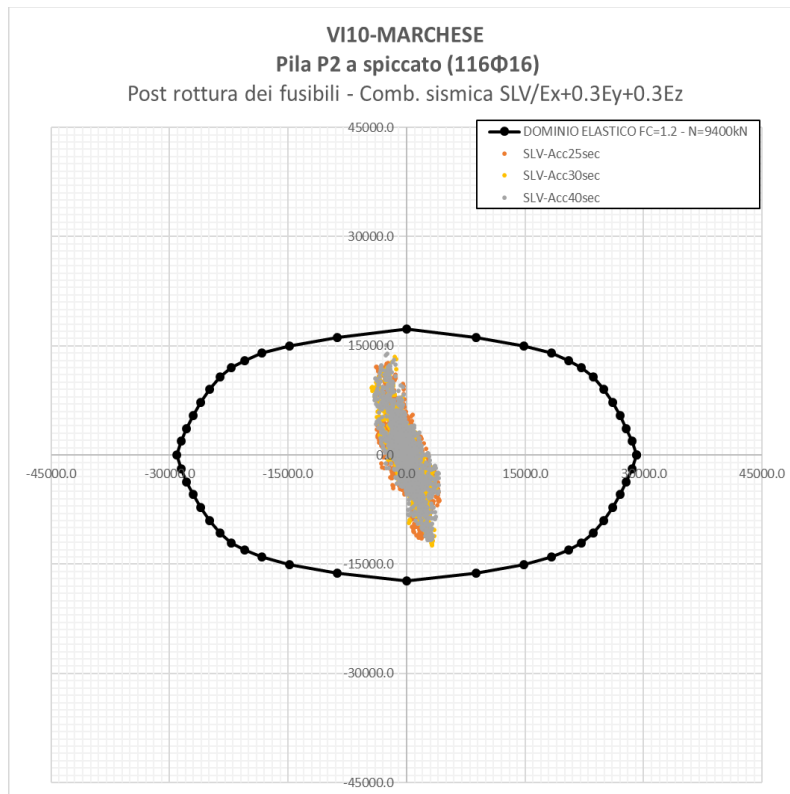 VI10-MARCHESE
Pila P2 a spiccato (116Φ16)
Post rottura dei fusibili - Comb. sismica SLV/Ex+0.3Ey+0.3Ez
45000.0
DOMINIO ELASTICO FC=1.2 - N=9400kN
SLV-Acc25sec
SLV-Acc30sec
SLV-Acc40sec
30000.0
15000.0
0.0
-45000.0 -30000.0 -15000.0 0.0 15000.0 30000.0 45000.0
-15000.0
-30000.0
-45000.0